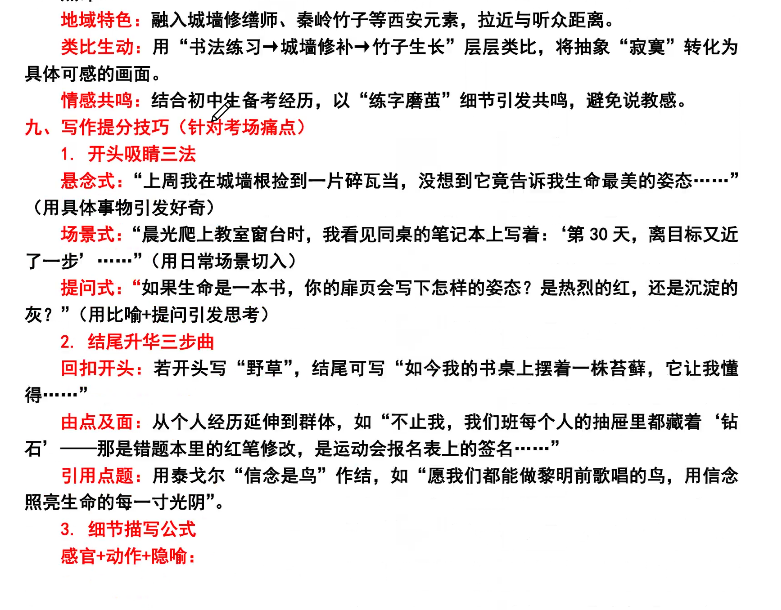 地域特色：融入城墙修缮师、秦岭竹子等西安元素，拉近与听众距离。
类比生动：用“书法练习→城墙修补→竹子生长”层层类比，将抽象“寂寞”转化为
具体可感的画面。
情感共鸣：结合初中生备考经历，以“练字磨茧”细节引发共鸣，避免说教感。
九、写作提分技巧（针对考场痛点）
1. 开头吸睛三法
悬念式：“上周我在城墙根捡到一片碎瓦当，没想到它竟告诉我生命最美的姿态……”
（用具体事物引发好奇）
场景式：“晨光爬上教室窗台时，我看见同桌的笔记本上写着：‘第 30 天，离目标又近
了一步’……”（用日常场景切入）
提问式：“如果生命是一本书，你的扉页会写下怎样的姿态？是热烈的红，还是沉淀的
灰？”（用比喻+提问引发思考）
2. 结尾升华三步曲
回扣开头：若开头写“野草”，结尾可写“如今我的书桌上摆着一株苔藓，它让我懂
得……”
由点及面：从个人经历延伸到群体，如“不止我，我们班每个人的抽屉里都藏着‘钻
石’——那是错题本里的红笔修改，是运动会报名表上的签名……”
引用点题：用泰戈尔“信念是鸟”作结，如“愿我们都能做黎明前歌唱的鸟，用信念
照亮生命的每一寸光阴”。
3. 细节描写公式
感官+动作+隐喻：